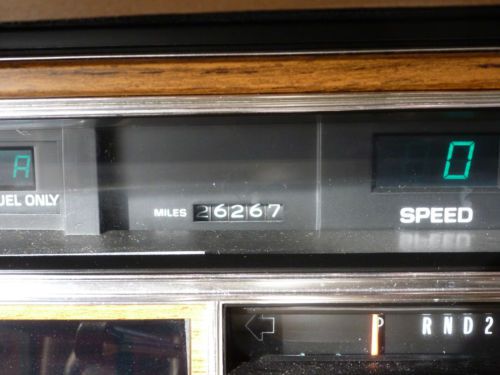 A
UEL ONLY
0
MILES 26267
SPEED
P R N D 2